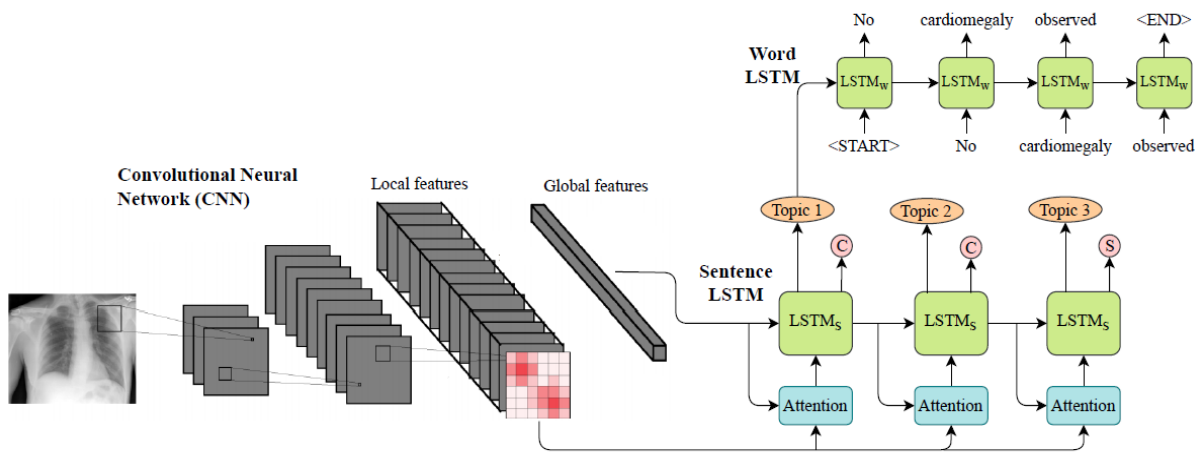 No
cardiomegaly
observed
<END>
Word
LSTM
LSTMw
LSTMw
LSTMw
LSTMw
<START>
No
cardiomegaly
observed
Convolutional Neural
Network (CNN)
Local features
Global features
Topic 1
Topic 2
Topic 3
C
C
S
Sentence
LSTM
LSTMS
LSTMS
LSTMS
Attention
Attention
Attention